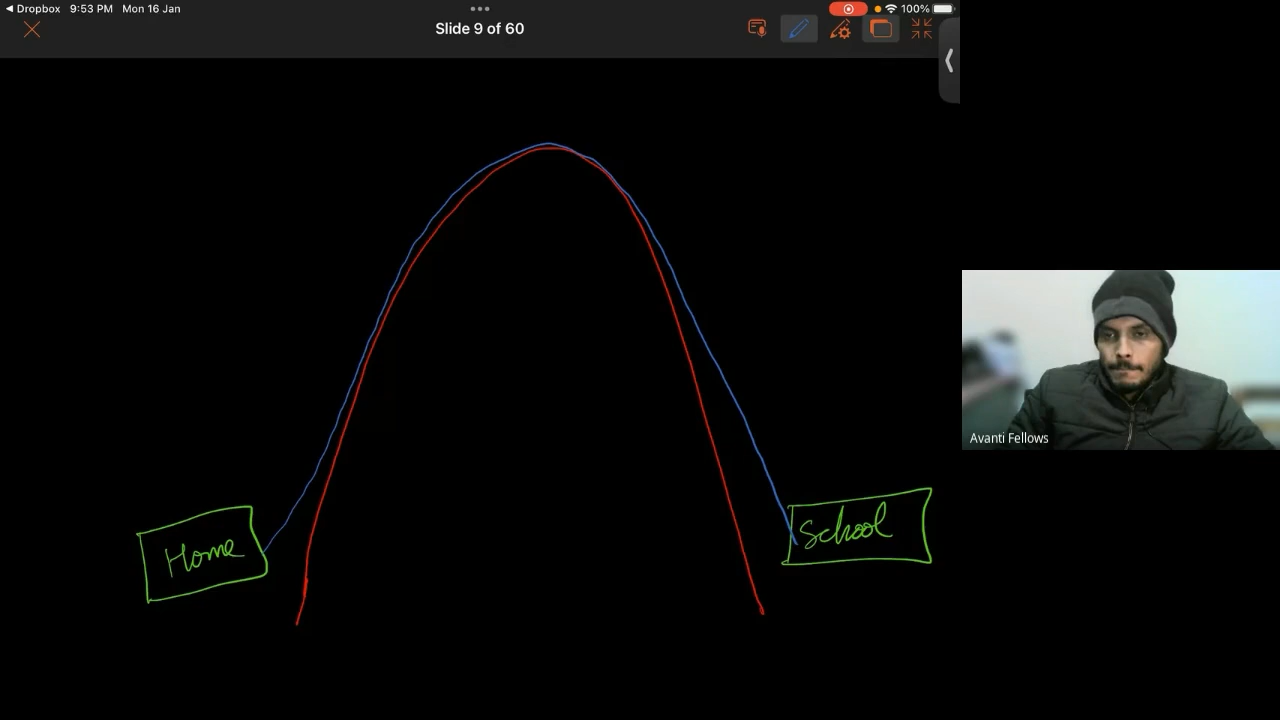 Dropbox 9:53 PM Mon 16 Jan 100%
Slide 9 of 60
Home
School
Avanti Fellows